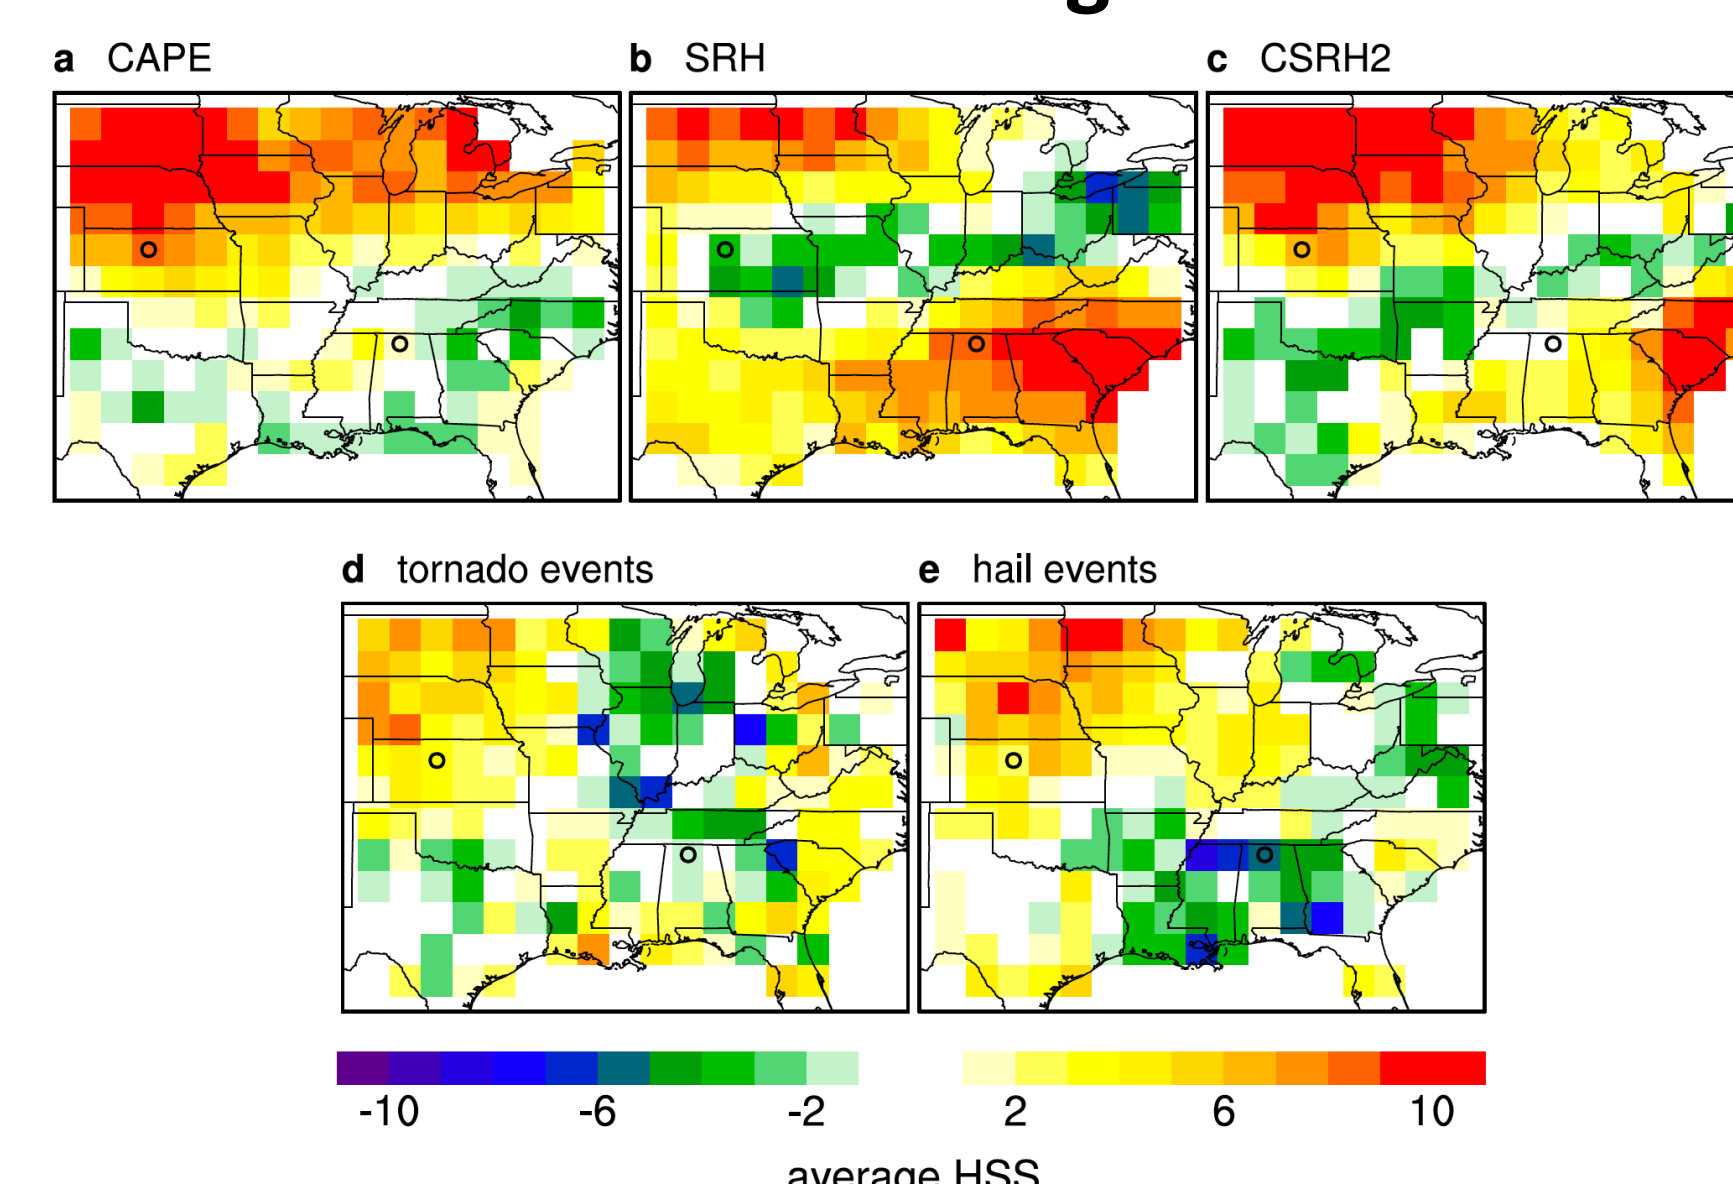 a CAPE
b SRH
c CSRH2
d tornado events
e hail events
-10 -6 -2 2 6 10
average HSS